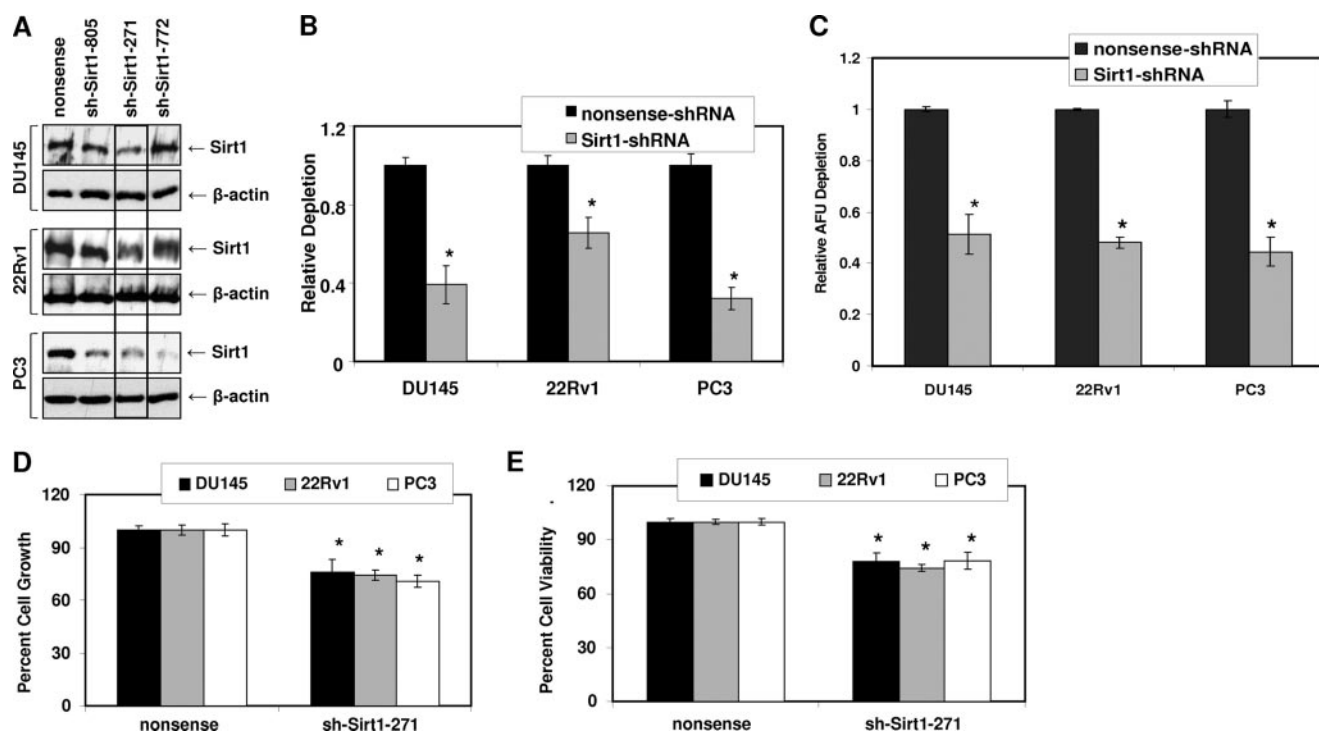 A
nonsense
sh-Sirt1-805
sh-Sirt1-271
sh-Sirt1-772
DU145
← Sirt1
← β-actin
22Rv1
← Sirt1
← β-actin
PC3
← Sirt1
← β-actin
B
nonsense-shRNA
Sirt1-shRNA
Relative Depletion
1.2
0.8
0.4
0
* * *
DU145 22Rv1 PC3
C
nonsense-shRNA
Sirt1-shRNA
Relative AFU Depletion
1.2
1
0.8
0.6
0.4
0.2
0
* * *
DU145 22Rv1 PC3
D
DU145 22Rv1 PC3
Percent Cell Growth
120
90
60
30
0
* * *
nonsense sh-Sirt1-271
E
DU145 22Rv1 PC3
Percent Cell Viability
120
90
60
30
0
* * *
nonsense sh-Sirt1-271